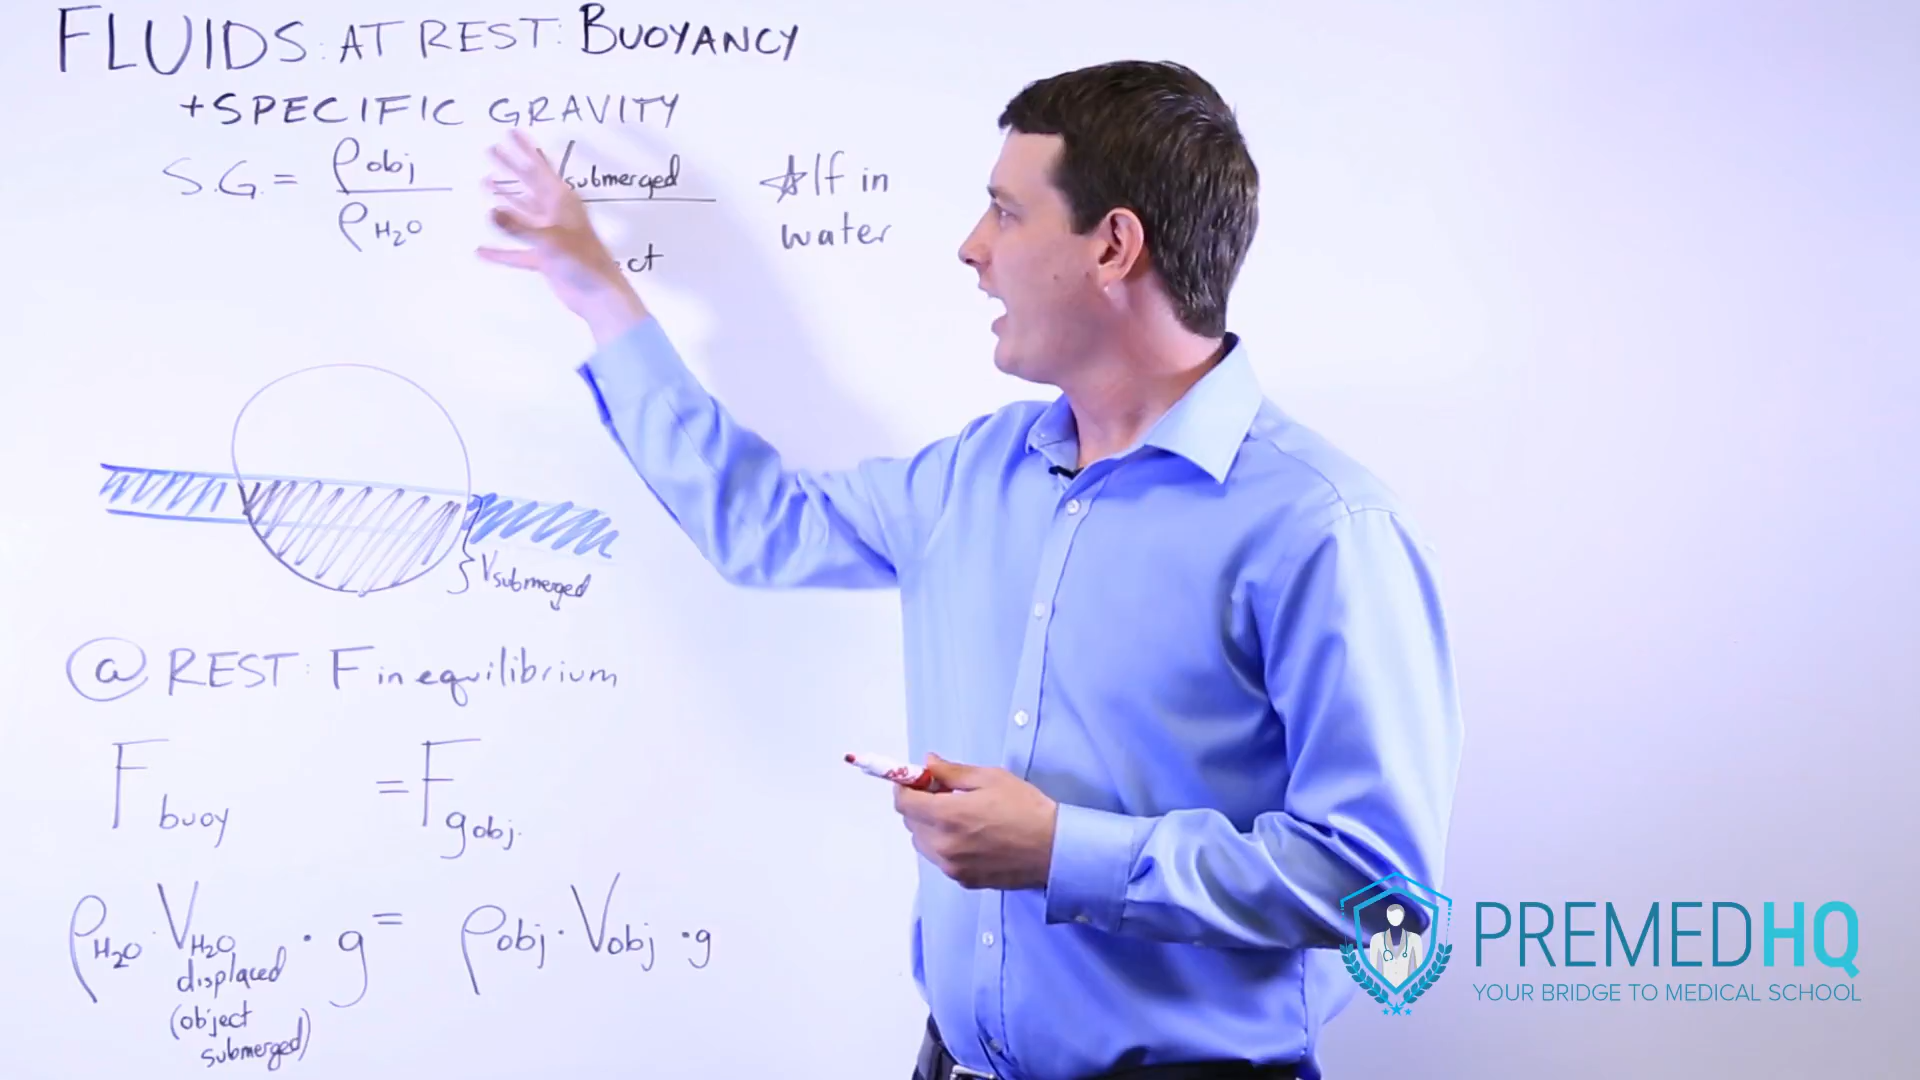 FLUIDS: AT REST: BUOYANCY
+ SPECIFIC GRAVITY
S.G. = ρobj / ρH₂O = Vsubmerged
☆ If in
water
Vsubmerged
@ REST: F in equilibrium
Fbuoy = Fg obj.
ρH₂O · VH₂O · g = ρobj · Vobj · g
displaced
(object
submerged)
PREMEDHQ
YOUR BRIDGE TO MEDICAL SCHOOL